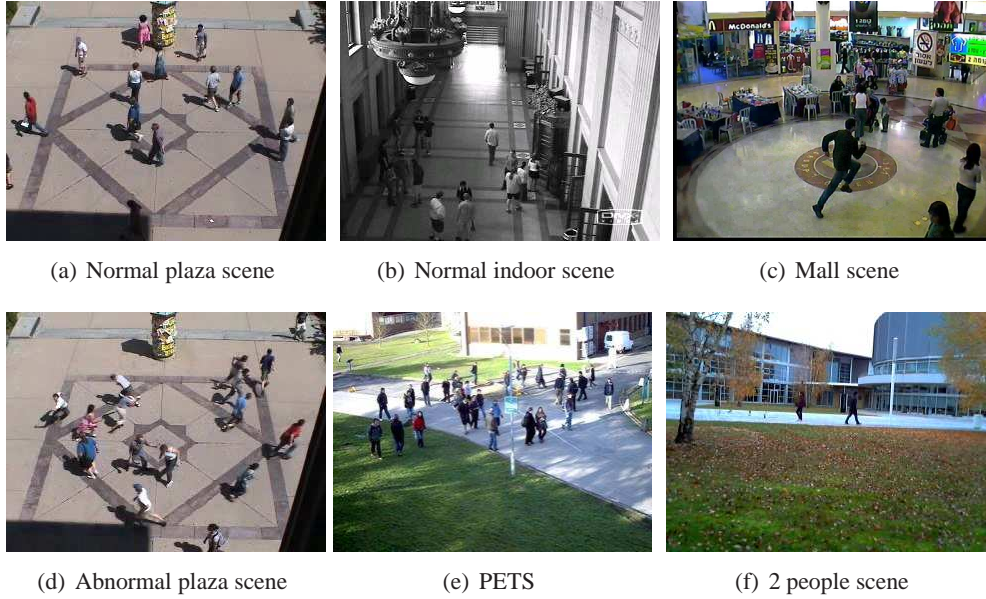 McDonald's
(a) Normal plaza scene
(b) Normal indoor scene
(c) Mall scene
(d) Abnormal plaza scene
(e) PETS
(f) 2 people scene